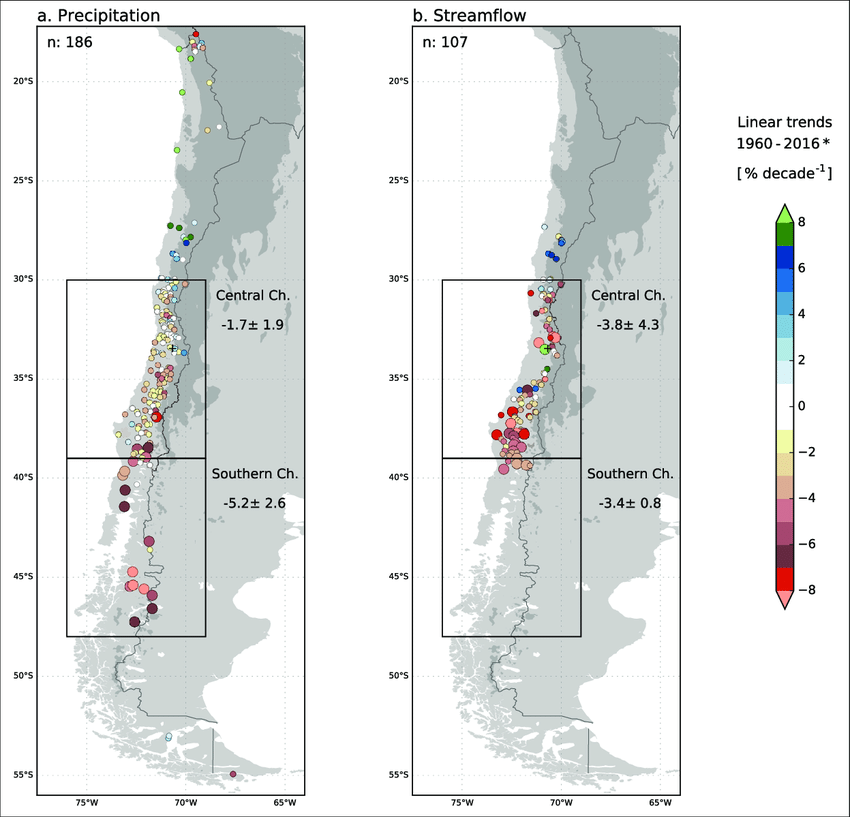 a. Precipitation
n: 186
20°S
25°S
30°S
35°S
40°S
45°S
50°S
55°S
75°W
70°W
65°W
Central Ch.
-1.7± 1.9
Southern Ch.
-5.2± 2.6
b. Streamflow
n: 107
20°S
25°S
30°S
35°S
40°S
45°S
50°S
55°S
75°W
70°W
65°W
Central Ch.
-3.8± 4.3
Southern Ch.
-3.4± 0.8
Linear trends
1960 - 2016 *
[ % decade⁻¹]
8
6
4
2
0
−2
−4
−6
−8